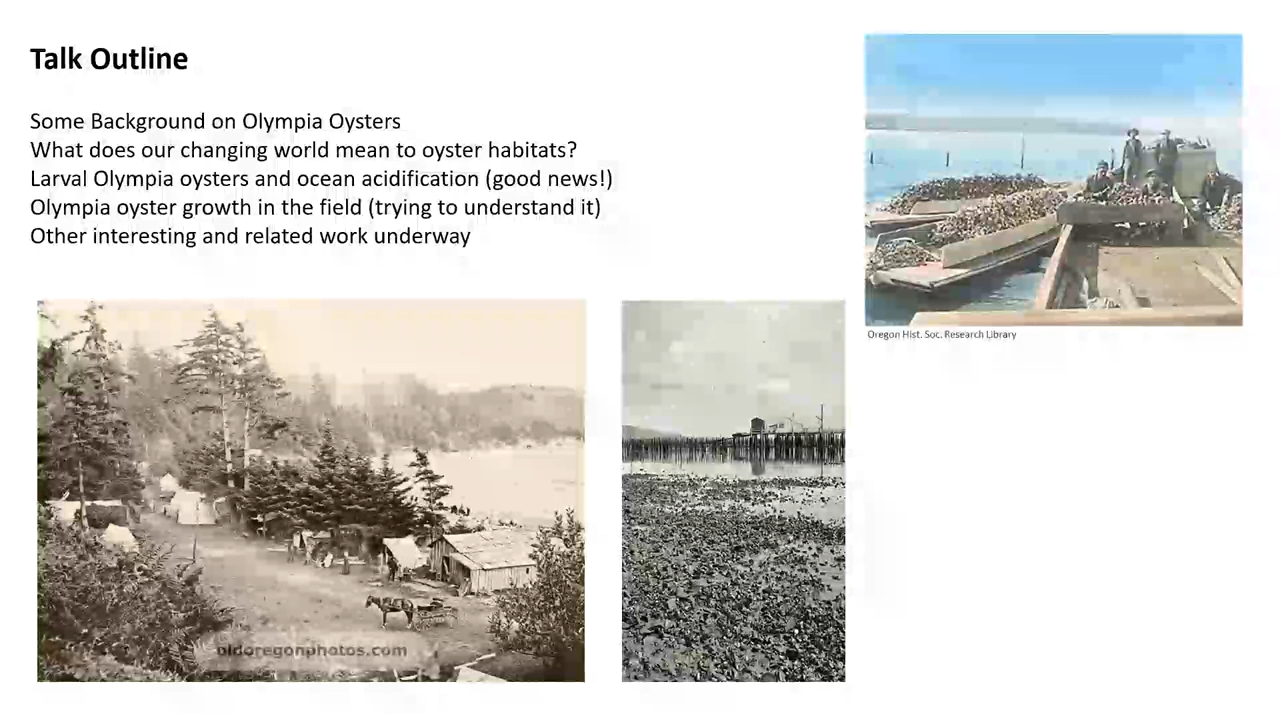 Talk Outline
Some Background on Olympia Oysters
What does our changing world mean to oyster habitats?
Larval Olympia oysters and ocean acidification (good news!)
Olympia oyster growth in the field (trying to understand it)
Other interesting and related work underway
Oregon Hist. Soc. Research Library
oldoregonphotos.com